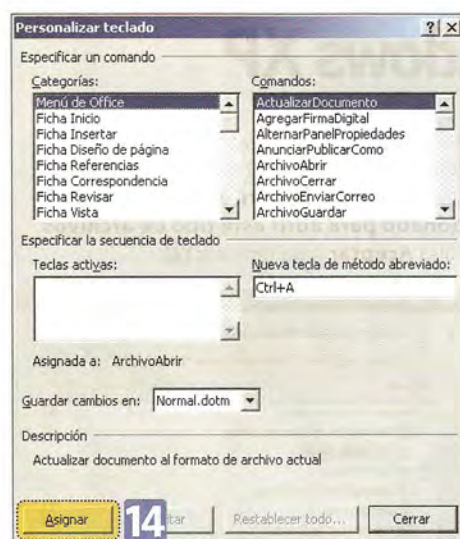 Personalizar teclado
Especificar un comando
Categorías:
Comandos:
Menú de Office
Ficha Inicio
Ficha Insertar
Ficha Diseño de página
Ficha Referencias
Ficha Correspondencia
Ficha Revisar
Ficha Vista
ActualizarDocumento
AgregarFirmaDigital
AlternarPanelPropiedades
AnunciarPublicarComo
ArchivoAbrir
ArchivoCerrar
ArchivoEnviarCorreo
ArchivoGuardar
Especificar la secuencia de teclado
Teclas activas:
Nueva tecla de método abreviado:
Ctrl+A
Asignada a: ArchivoAbrir
Guardar cambios en: Normal.dotm
Descripción
Actualizar documento al formato de archivo actual
Asignar 14 itar Restablecer todo... Cerrar